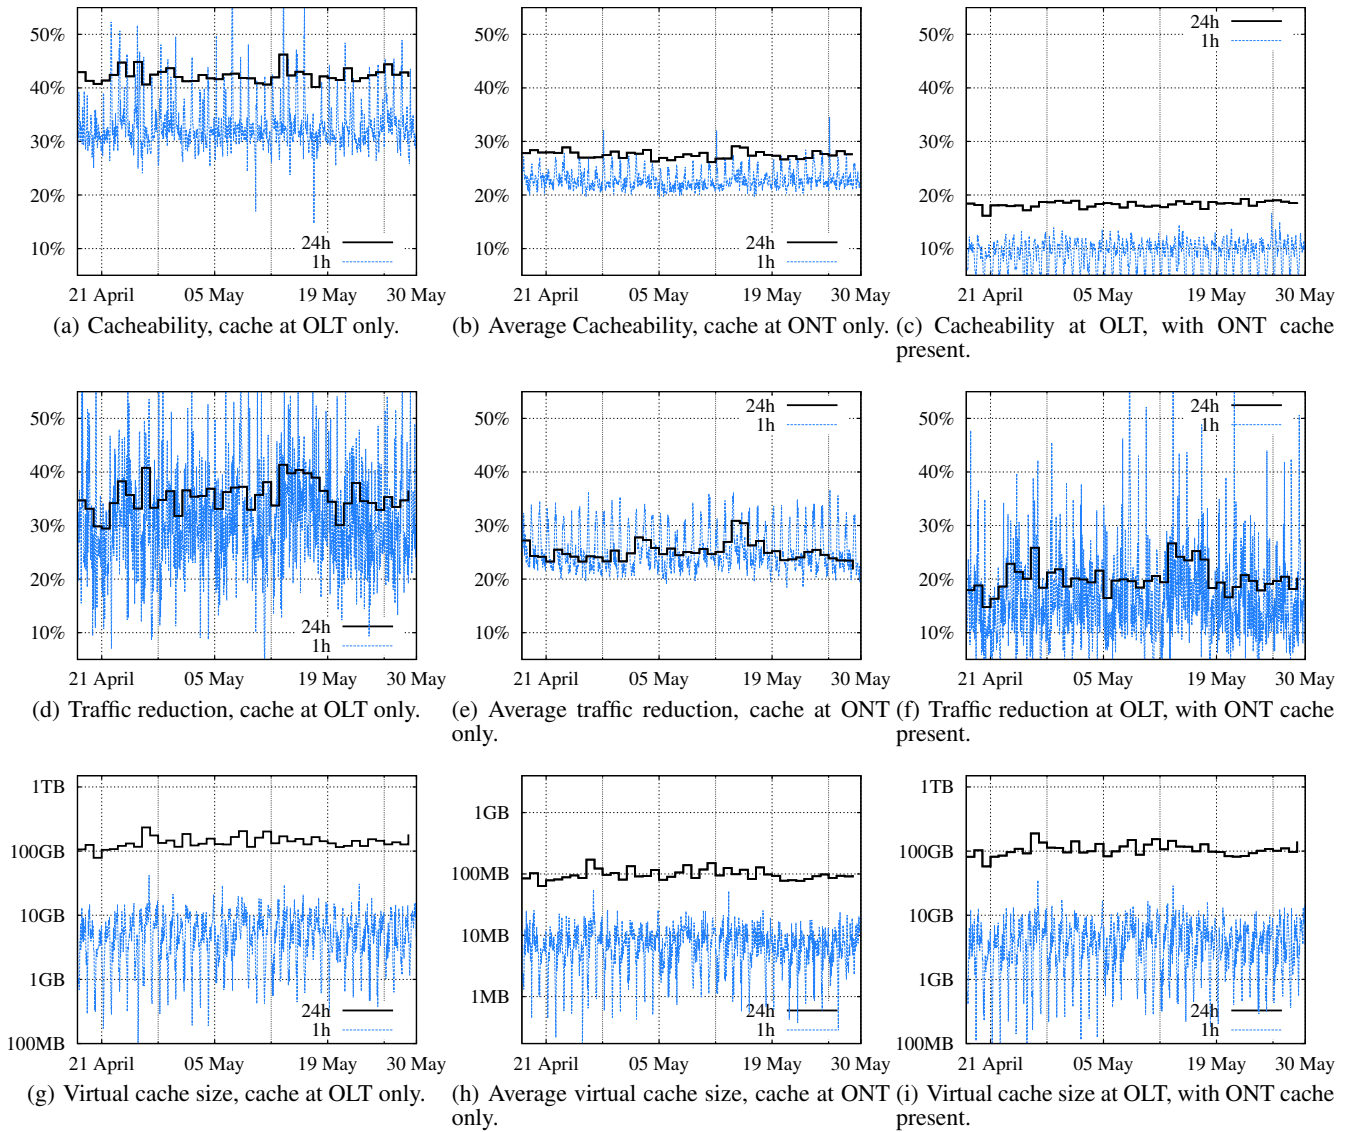 50%
40%
30%
20%
10%
24h
1h
21 April 05 May 19 May 30 May
(a) Cacheability, cache at OLT only.
50%
40%
30%
20%
10%
24h
1h
21 April 05 May 19 May 30 May
(b) Average Cacheability, cache at ONT only.
24h
1h
50%
40%
30%
20%
10%
21 April 05 May 19 May 30 May
(c) Cacheability at OLT, with ONT cache
present.
50%
40%
30%
20%
10%
24h
1h
21 April 05 May 19 May 30 May
(d) Traffic reduction, cache at OLT only.
24h
1h
50%
40%
30%
20%
10%
21 April 05 May 19 May 30 May
(e) Average traffic reduction, cache at ONT
only.
24h
1h
50%
40%
30%
20%
10%
21 April 05 May 19 May 30 May
(f) Traffic reduction at OLT, with ONT cache
present.
1TB
100GB
10GB
1GB
24h
1h
100MB
21 April 05 May 19 May 30 May
(g) Virtual cache size, cache at OLT only.
1GB
100MB
10MB
1MB
24h
1h
21 April 05 May 19 May 30 May
(h) Average virtual cache size, cache at ONT
only.
1TB
100GB
10GB
1GB
24h
1h
100MB
21 April 05 May 19 May 30 May
(i) Virtual cache size at OLT, with ONT cache
present.